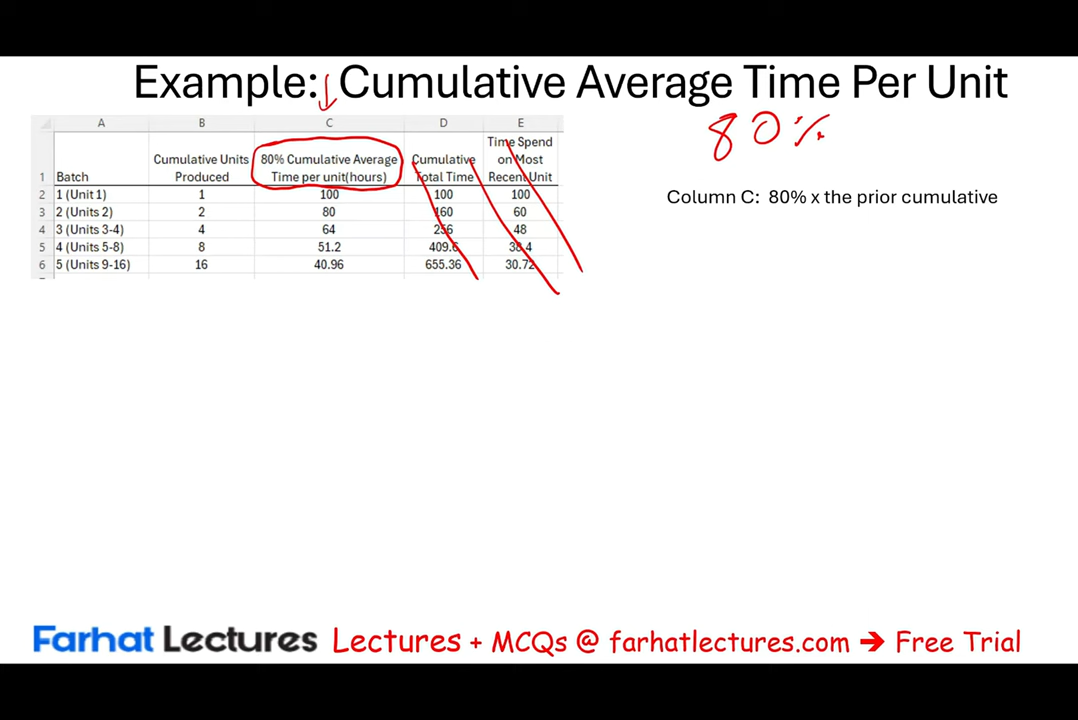 Example: Cumulative Average Time Per Unit
80%
A B C D E
1 Batch Cumulative Units Produced 80% Cumulative Average Time per unit(hours) Cumulative Total Time Time Spend on Most Recent Unit
2 1 (Unit 1) 1 100 100 100
3 2 (Units 2) 2 80 160 60
4 3 (Units 3-4) 4 64 256 48
5 4 (Units 5-8) 8 51.2 409.6 38.4
6 5 (Units 9-16) 16 40.96 655.36 30.72
Column C: 80% x the prior cumulative
Farhat Lectures Lectures + MCQs @ farhatlectures.com ➔ Free Trial